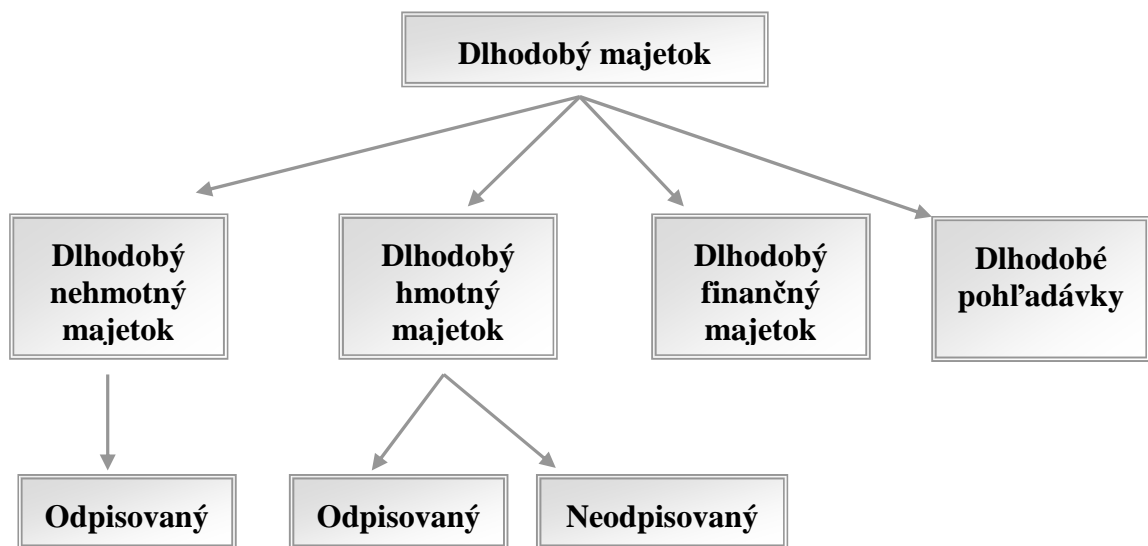 Dlhodobý majetok
Dlhodobý
nehmotný
majetok
Dlhodobý
hmotný
majetok
Dlhodobý
finančný
majetok
Dlhodobé
pohľadávky
Odpisovaný
Odpisovaný
Neodpisovaný